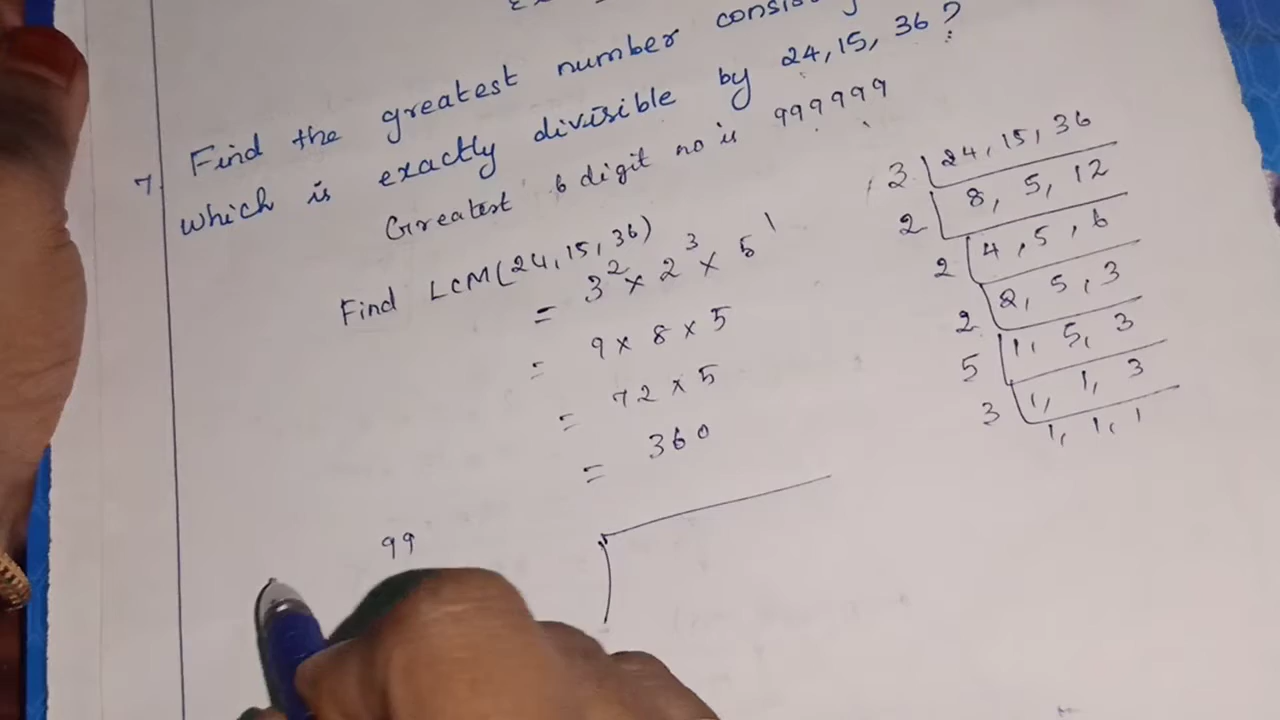 7. Find the greatest number
which is exactly divisible by 24, 15, 36?
Greatest 6 digit no is 999999
Find LCM(24, 15, 36)
= 3² × 2³ × 5¹
= 9 × 8 × 5
= 72 × 5
= 360
3 24, 15, 36
2 8, 5, 12
2 4, 5, 6
2 2, 5, 3
5 1, 5, 3
3 1, 1, 3
1, 1, 1
99